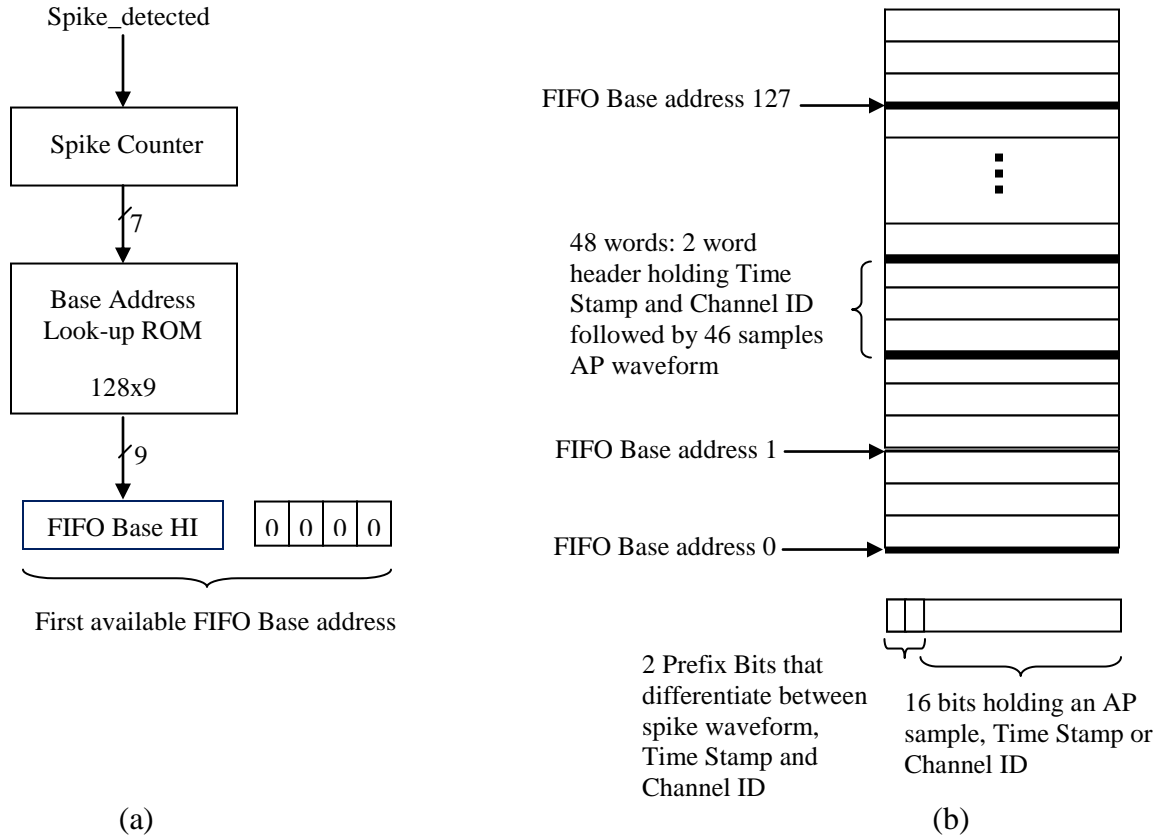 Spike_detected
Spike Counter
7
Base Address
Look-up ROM
128x9
9
FIFO Base HI
0 0 0 0
First available FIFO Base address
(a)
FIFO Base address 127
48 words: 2 word
header holding Time
Stamp and Channel ID
followed by 46 samples
AP waveform
FIFO Base address 1
FIFO Base address 0
2 Prefix Bits that
differentiate between
spike waveform,
Time Stamp and
Channel ID
16 bits holding an AP
sample, Time Stamp or
Channel ID
(b)